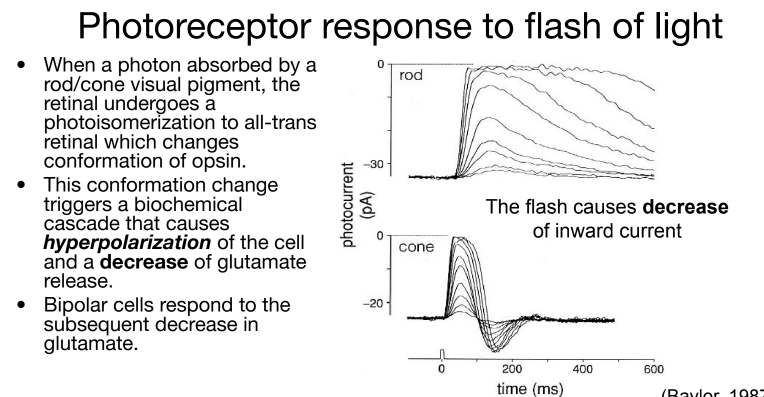 Photoreceptor response to flash of light
• When a photon absorbed by a
rod/cone visual pigment, the
retinal undergoes a
photoisomerization to all-trans
retinal which changes
conformation of opsin.
• This conformation change
triggers a biochemical
cascade that causes
hyperpolarization of the cell
and a decrease of glutamate
release.
• Bipolar cells respond to the
subsequent decrease in
glutamate.
0
rod
−30
photocurrent
(pA)
The flash causes decrease
of inward current
0
cone
−20
0 200 400 600
time (ms)
(Baylor, 1987